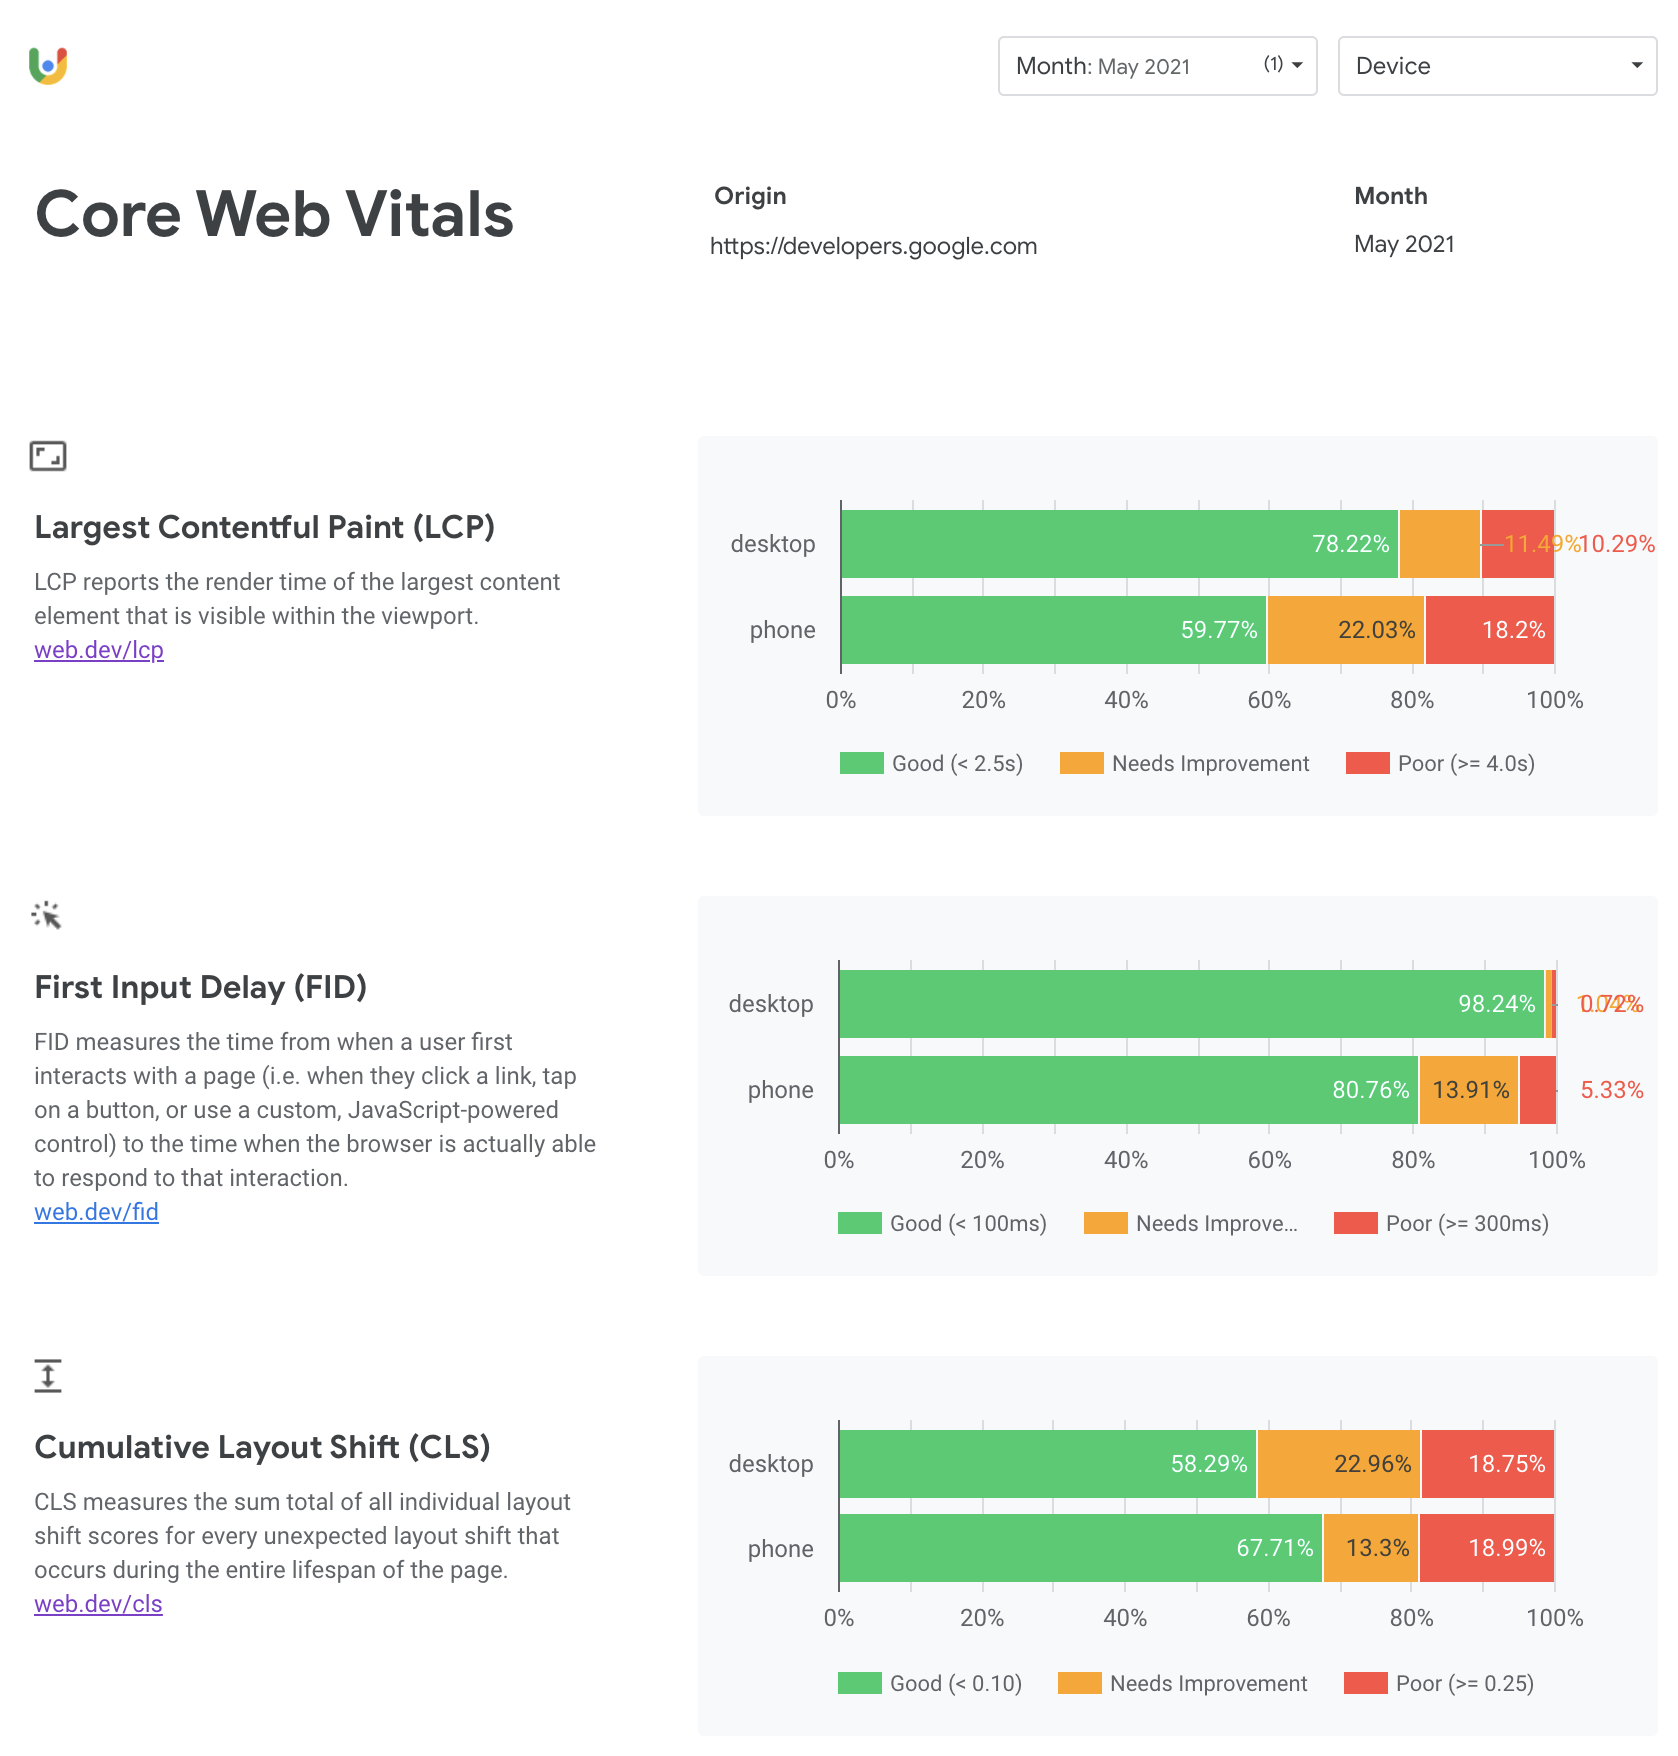 Month: May 2021 (1)
Device
Core Web Vitals
Origin
Month
https://developers.google.com
May 2021
Largest Contentful Paint (LCP)
LCP reports the render time of the largest content
element that is visible within the viewport.
web.dev/lcp
desktop 78.22% 11.49% 10.29%
phone 59.77% 22.03% 18.2%
0% 20% 40% 60% 80% 100%
Good (< 2.5s) Needs Improvement Poor (>= 4.0s)
First Input Delay (FID)
FID measures the time from when a user first
interacts with a page (i.e. when they click a link, tap
on a button, or use a custom, JavaScript-powered
control) to the time when the browser is actually able
to respond to that interaction.
web.dev/fid
desktop 98.24% 0.72%
phone 80.76% 13.91% 5.33%
0% 20% 40% 60% 80% 100%
Good (< 100ms) Needs Improve... Poor (>= 300ms)
Cumulative Layout Shift (CLS)
CLS measures the sum total of all individual layout
shift scores for every unexpected layout shift that
occurs during the entire lifespan of the page.
web.dev/cls
desktop 58.29% 22.96% 18.75%
phone 67.71% 13.3% 18.99%
0% 20% 40% 60% 80% 100%
Good (< 0.10) Needs Improvement Poor (>= 0.25)